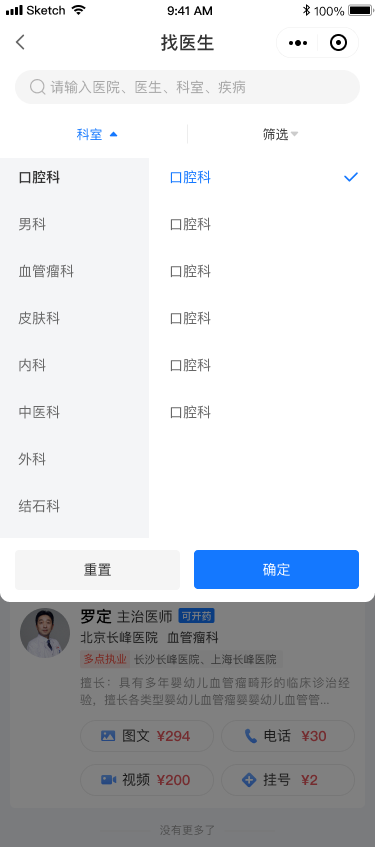 Sketch 9:41 AM 100%
找医生
请输入医院、医生、科室、疾病
科室 筛选
口腔科 口腔科
男科 口腔科
血管瘤科 口腔科
皮肤科 口腔科
内科 口腔科
中医科 口腔科
外科
结石科
重置 确定
罗定 主治医师 可开药
北京长峰医院 血管瘤科
多点执业 长沙长峰医院、上海长峰医院
擅长：具有多年婴幼儿血管瘤畸形的临床诊治经
验，擅长各类型婴幼儿血管瘤婴婴幼儿血管管...
图文 ¥294 电话 ¥30
视频 ¥200 挂号 ¥2
没有更多了